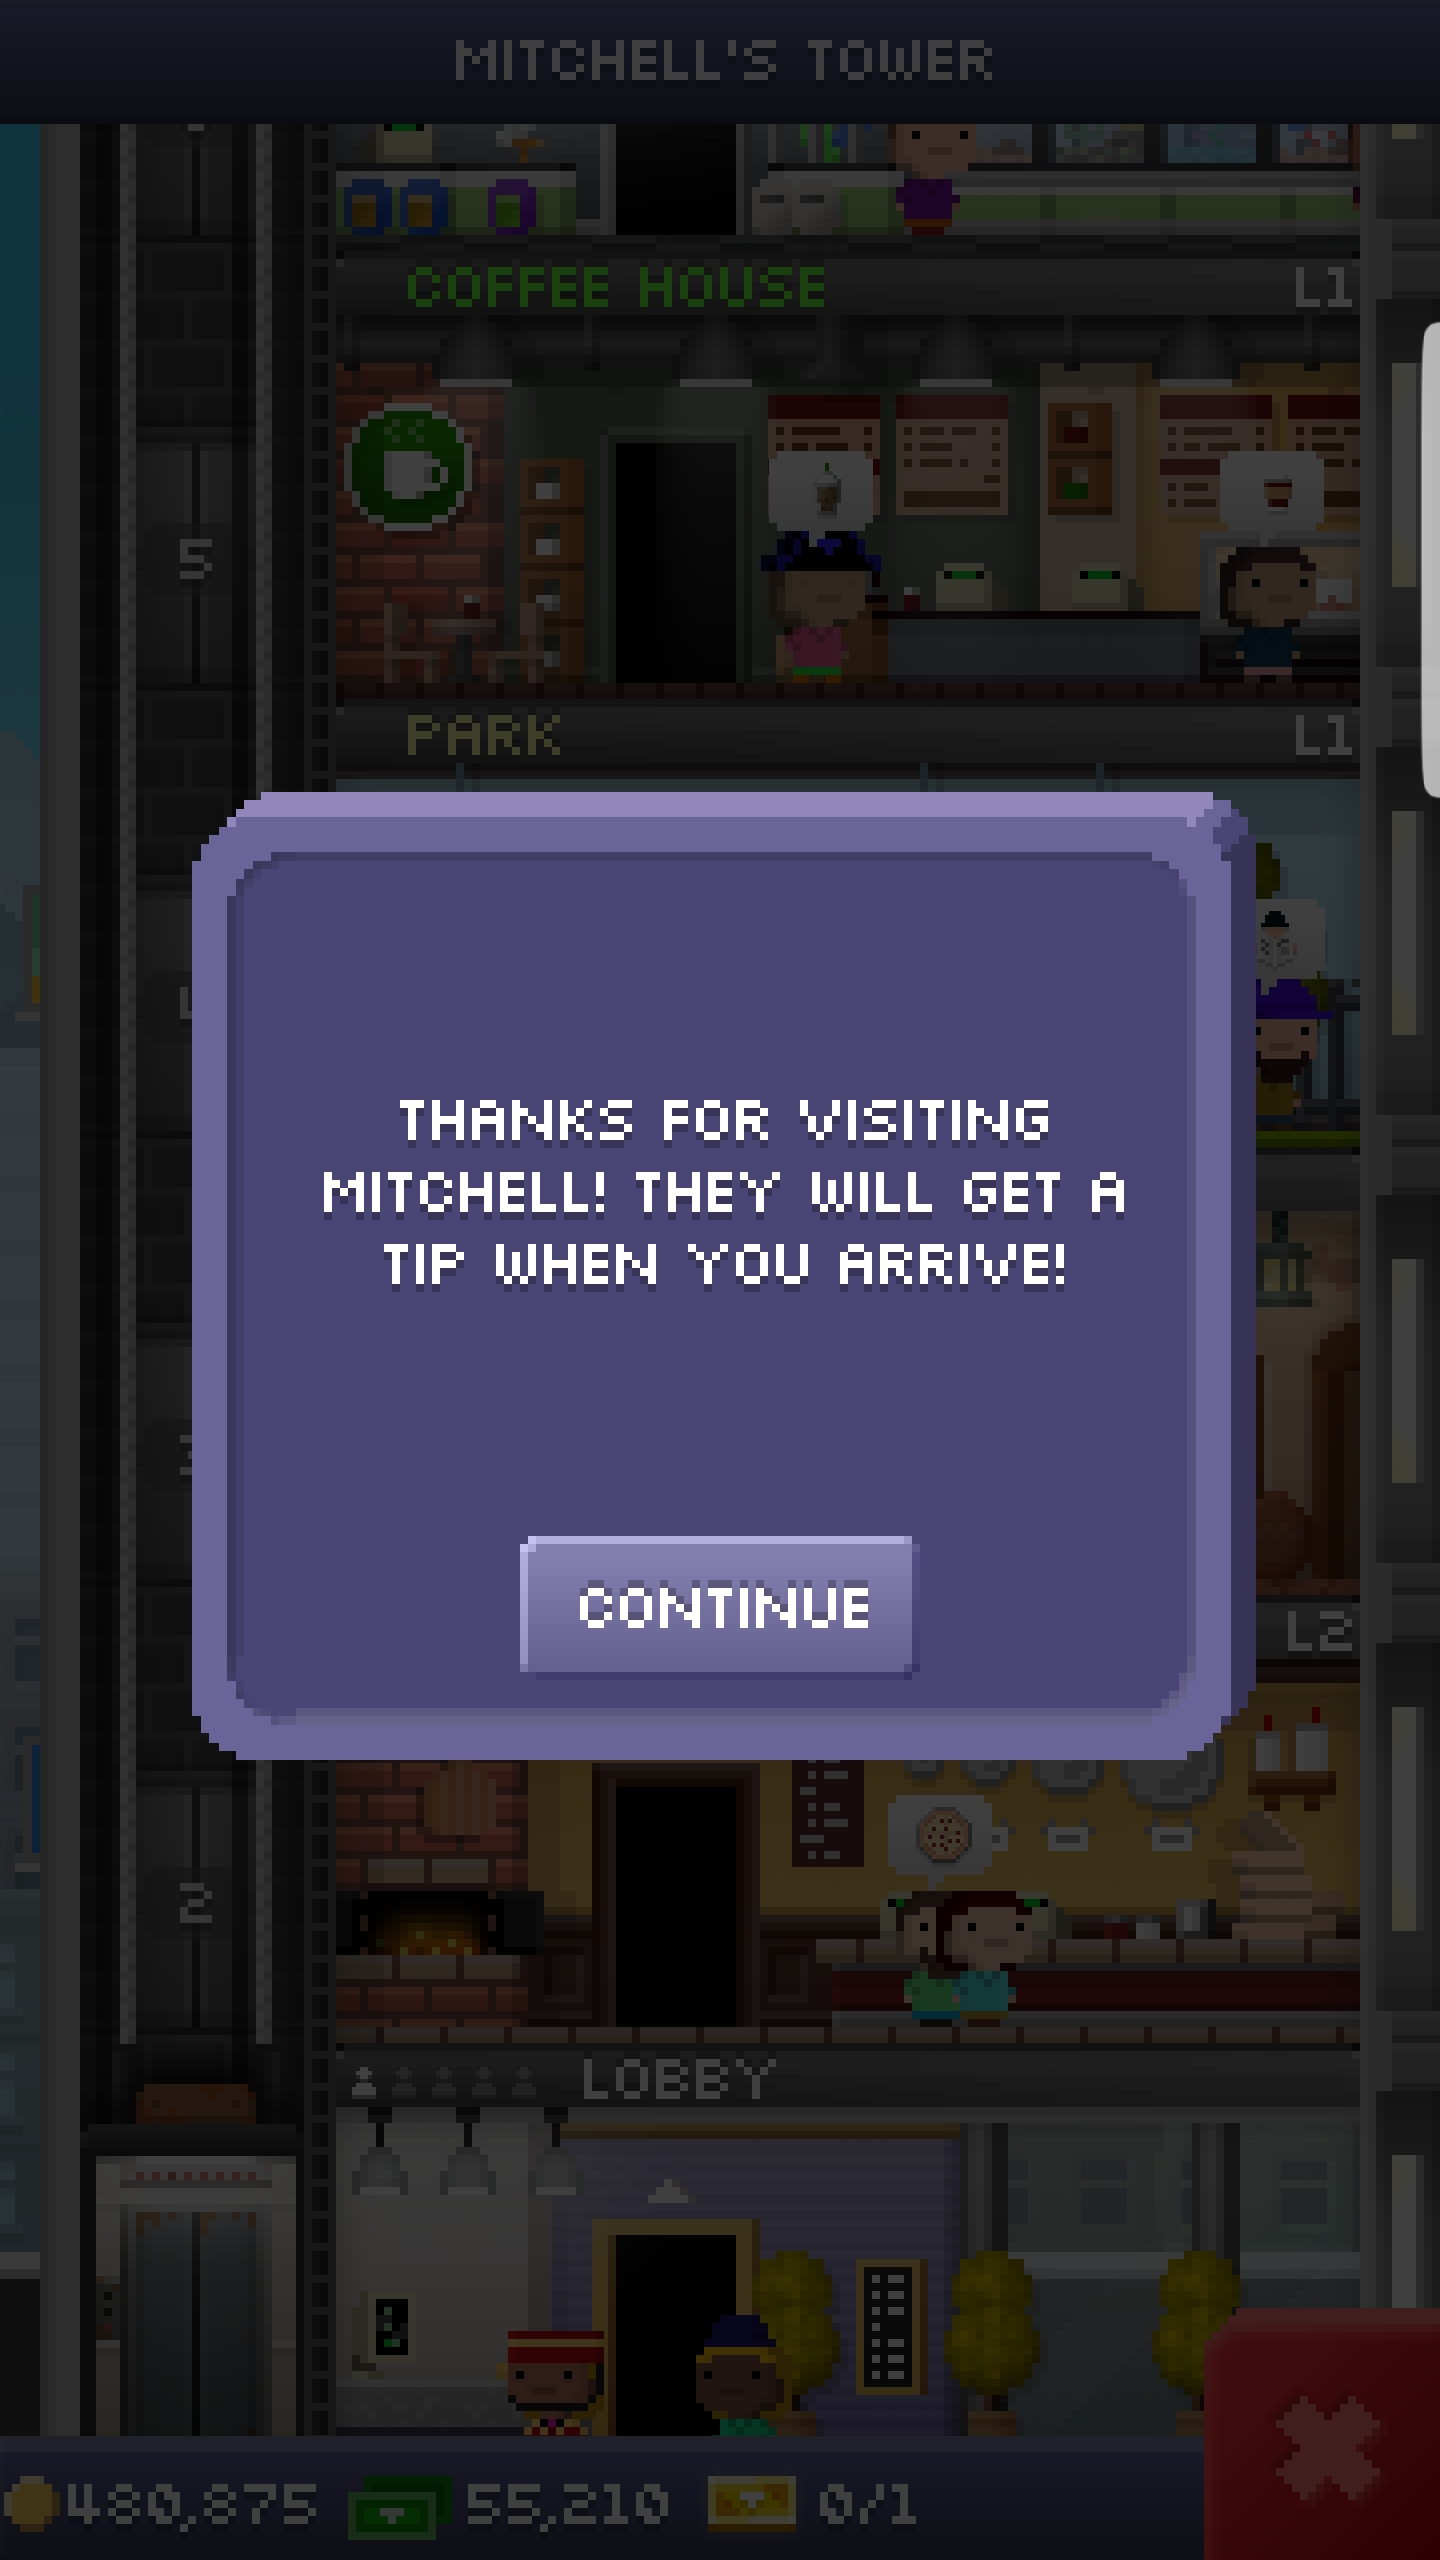 MITCHELL'S TOWER
COFFEE HOUSE L1
5
PARK L1
THANKS FOR VISITING
MITCHELL! THEY WILL GET A
TIP WHEN YOU ARRIVE!
CONTINUE
L2
2
LOBBY
480,875 55,210 0/1